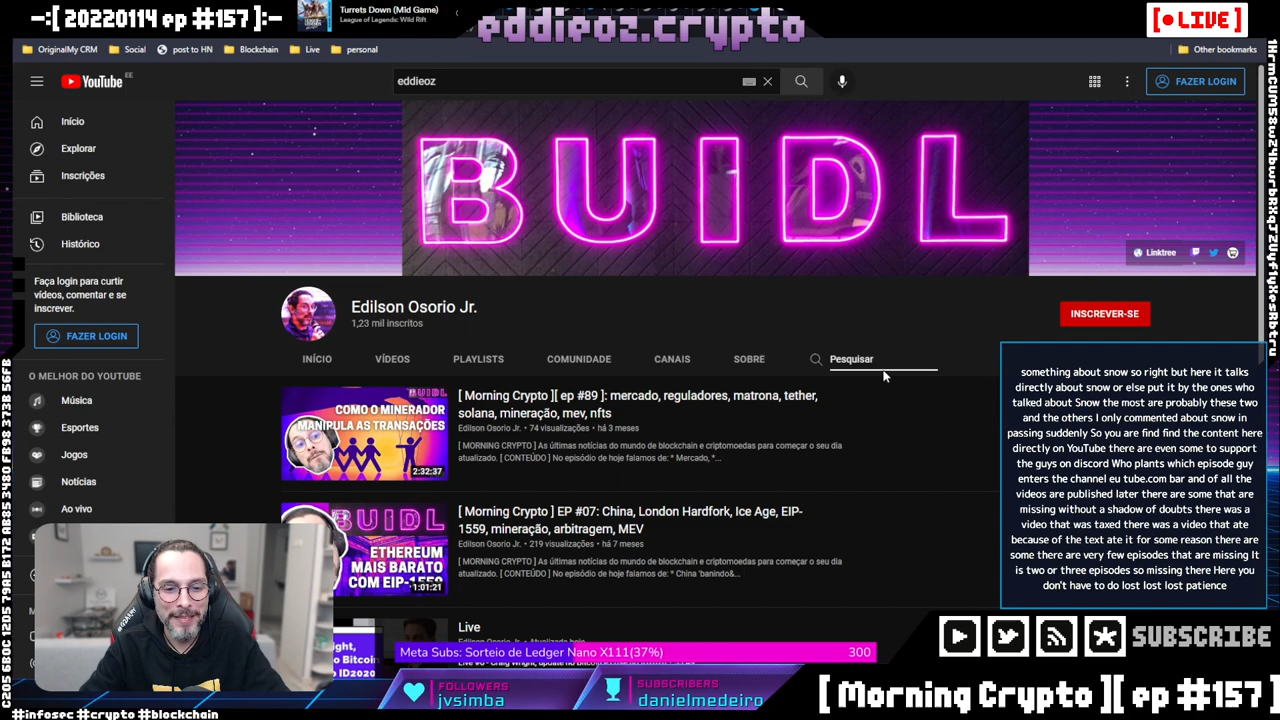 -:[ 20220114 ep #157]:-
Turrets Down (Mid Game)
League of Legends: Wild Rift
eddieoz.crypto
[● LIVE]
OriginalMy CRM
Social
post to HN
Blockchain
Live
personal
Other bookmarks
YouTube EE
eddieoz
FAZER LOGIN
Início
Explorar
Inscrições
Biblioteca
Histórico
Faça login para curtir
vídeos, comentar e se
inscrever.
FAZER LOGIN
O MELHOR DO YOUTUBE
Música
Esportes
Jogos
Notícias
Ao vivo
BUIDL
Linktree
Edilson Osorio Jr.
1,23 mil inscritos
INSCREVER-SE
INÍCIO
VÍDEOS
PLAYLISTS
COMUNIDADE
CANAIS
SOBRE
Pesquisar
BUIDL
COMO O MINERADOR
MANIPULA AS TRANSAÇÕES
2:32:37
[ Morning Crypto ][ ep #89 ]: mercado, reguladores, matrona, tether,
solana, mineração, mev, nfts
Edilson Osorio Jr. • 74 visualizações • há 3 meses
[ MORNING CRYPTO ] As últimas notícias do mundo de blockchain e criptomoedas para começar o seu dia
atualizado. [ CONTEÚDO ] No episódio de hoje falamos de: * Mercado, *...
BUIDL
ETHEREUM
MAIS BARATO
COM EIP-1559
1:01:21
[ Morning Crypto ] EP #07: China, London Hardfork, Ice Age, EIP-
1559, mineração, arbitragem, MEV
Edilson Osorio Jr. • 219 visualizações • há 7 meses
[ MORNING CRYPTO ] As últimas notícias do mundo de blockchain e criptomoedas para começar o seu dia
atualizado. [ CONTEÚDO ] No episódio de hoje falamos de: * China 'banindo&...
Live
something about snow so right but here it talks
directly about snow or else put it by the ones who
talked about Snow the most are probably these two
and the others I only commented about snow in
passing suddenly So you are find find the content here
directly on YouTube there are even some to support
the guys on discord Who plants which episode guy
enters the channel eu tube.com bar and of all the
videos are published later there are some that are
missing without a shadow of doubts there was a
video that was taxed there was a video that ate
because of the text ate it for some reason there are
some there are very few episodes that are missing It
is two or three episodes so missing there Here you
don't have to do lost lost lost patience
Meta Subs: Sorteio de Ledger Nano X111(37%)
300
FOLLOWERS
jvsimba
SUBSCRIBERS
danielmedeiro
SUBSCRIBE
[ Morning Crypto ][ ep #157 ]
#infosec #crypto #blockchain